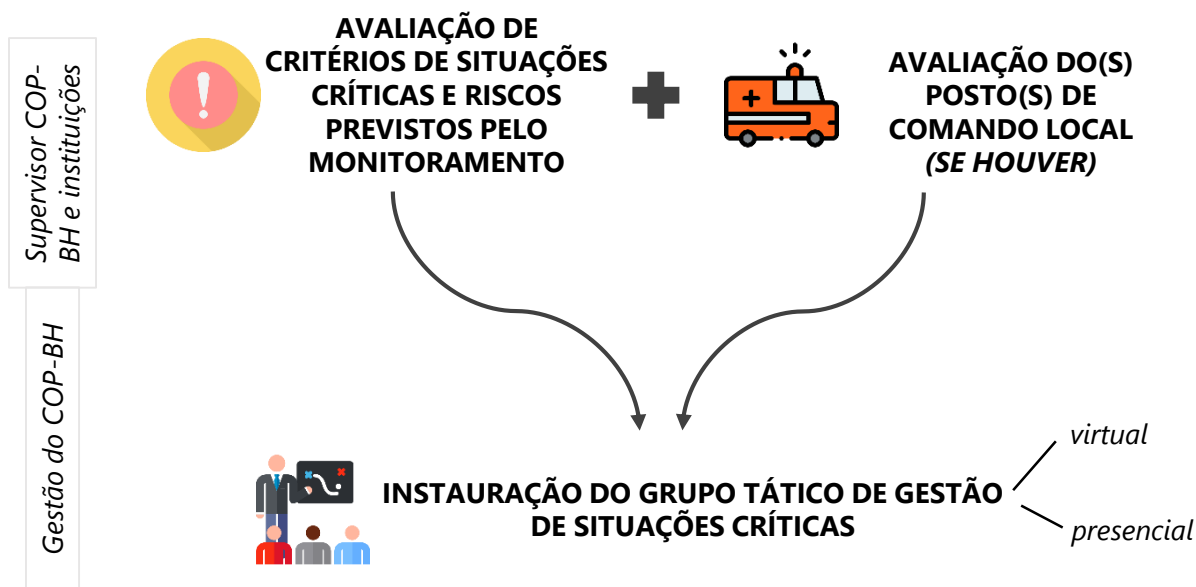 Supervisor COP-
BH e instituições
AVALIAÇÃO DE
CRITÉRIOS DE SITUAÇÕES
CRÍTICAS E RISCOS
PREVISTOS PELO
MONITORAMENTO
AVALIAÇÃO DO(S)
POSTO(S) DE
COMANDO LOCAL
(SE HOUVER)
Gestão do COP-BH
INSTAURAÇÃO DO GRUPO TÁTICO DE GESTÃO
DE SITUAÇÕES CRÍTICAS
virtual
presencial